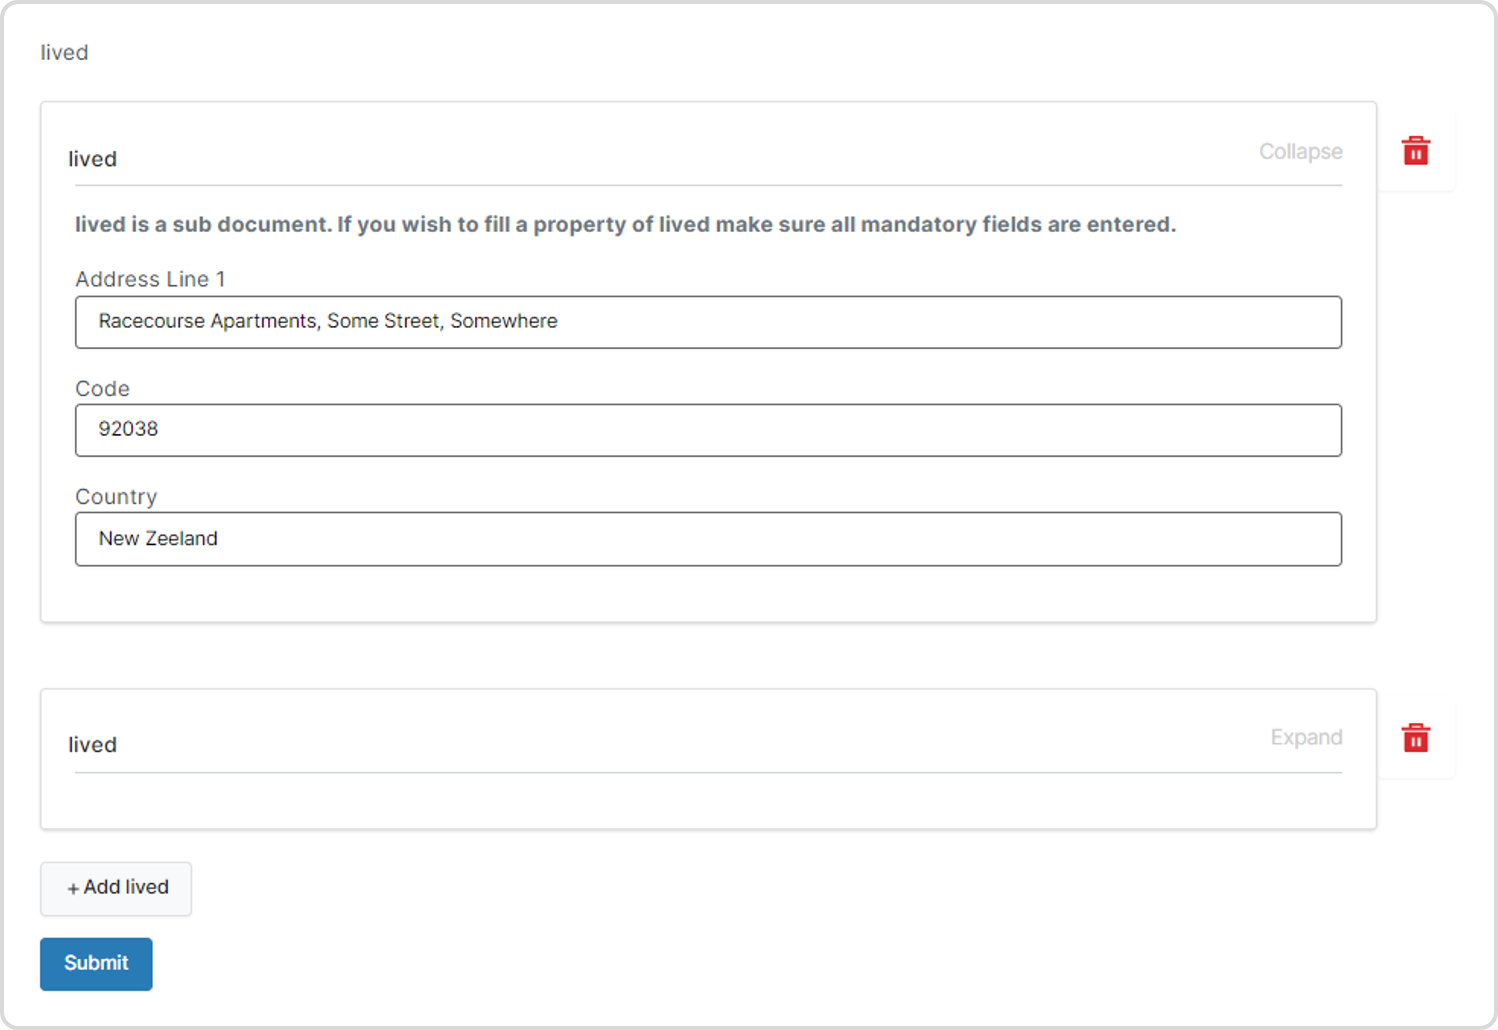 lived
lived
Collapse
lived is a sub document. If you wish to fill a property of lived make sure all mandatory fields are entered.
Address Line 1
Racecourse Apartments, Some Street, Somewhere
Code
92038
Country
New Zeeland
lived
Expand
+ Add lived
Submit